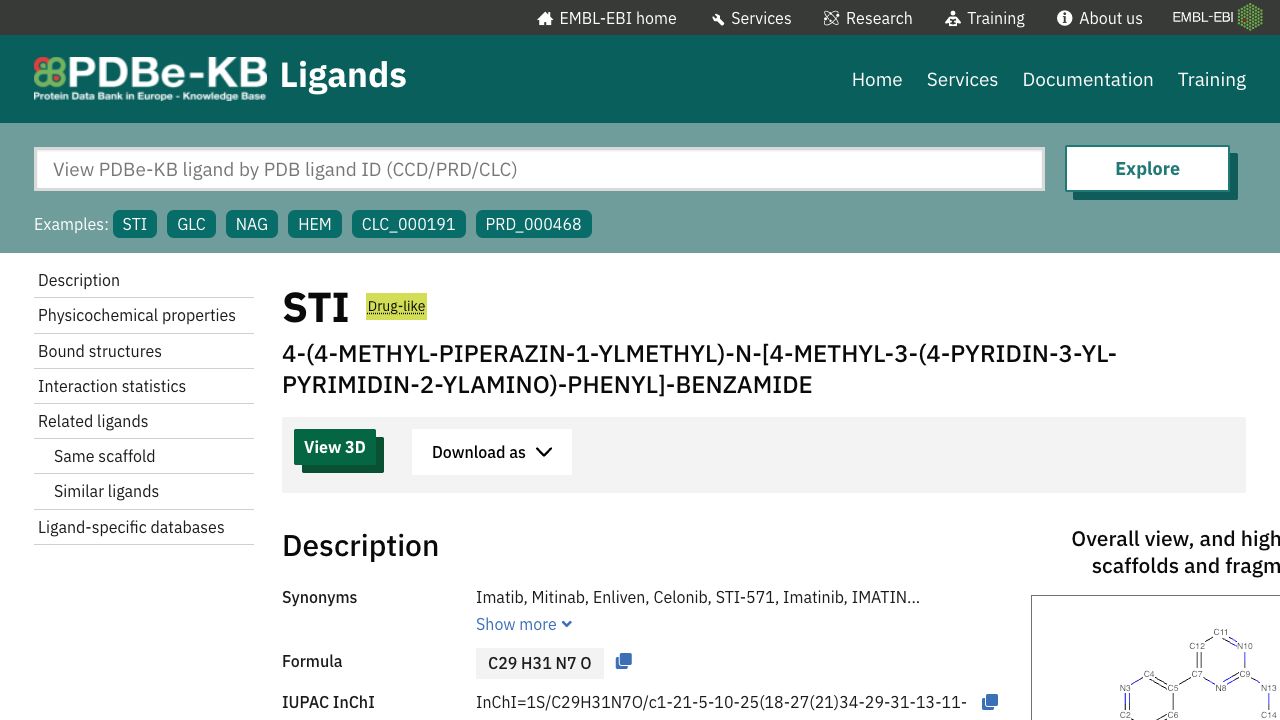 EMBL-EBI home
Services
Research
Training
About us
EMBL-EBI
PDBe-KB
Protein Data Bank in Europe - Knowledge Base
Ligands
Home
Services
Documentation
Training
View PDBe-KB ligand by PDB ligand ID (CCD/PRD/CLC)
Explore
Examples: STI GLC NAG HEM CLC_000191 PRD_000468
Description
Physicochemical properties
Bound structures
Interaction statistics
Related ligands
Same scaffold
Similar ligands
Ligand-specific databases
STI Drug-like
4-(4-METHYL-PIPERAZIN-1-YLMETHYL)-N-[4-METHYL-3-(4-PYRIDIN-3-YL-
PYRIMIDIN-2-YLAMINO)-PHENYL]-BENZAMIDE
View 3D
Download as
Description
Synonyms
Imatib, Mitinab, Enliven, Celonib, STI-571, Imatinib, IMATIN...
Show more
Formula
C29 H31 N7 O
IUPAC InChI
InChI=1S/C29H31N7O/c1-21-5-10-25(18-27(21)34-29-31-13-11-
Overall view, and high
scaffolds and fragm
C11
C12
N10
C4
C7
C9
N3
C5
N8
N13
C2
C6
C14